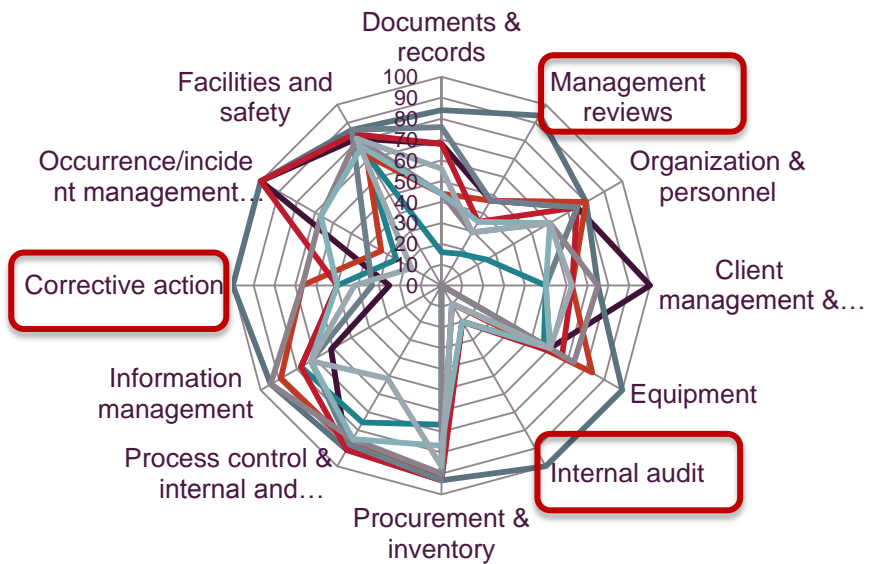 Documents &
records
Management
reviews
Organization &
personnel
Client
management &…
Equipment
Internal audit
Procurement &
inventory
Process control &
internal and…
Information
management
Corrective action
Occurrence/incide
nt management…
Facilities and
safety
100
90
80
70
60
50
40
30
20
10
0